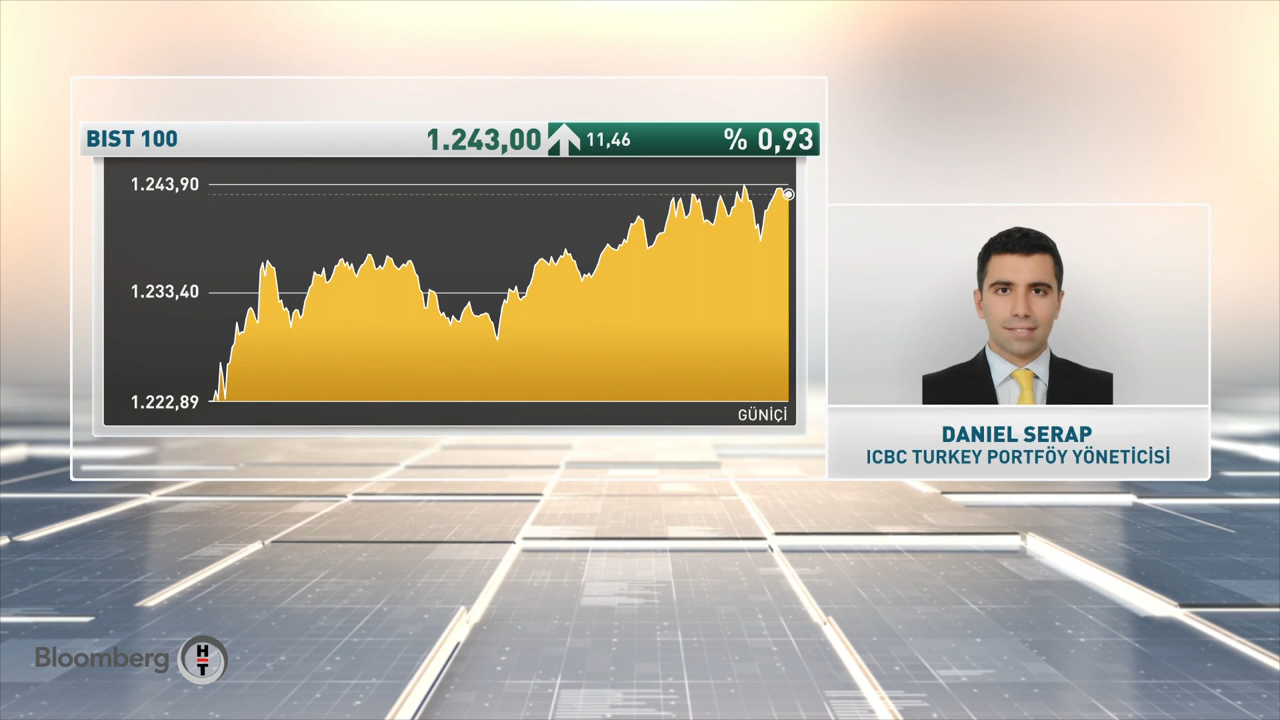 BIST 100 1.243,00 11,46 % 0,93
1.243,90
1.233,40
1.222,89
GÜNİÇİ
DANIEL SERAP
ICBC TURKEY PORTFÖY YÖNETİCİSİ
Bloomberg HT